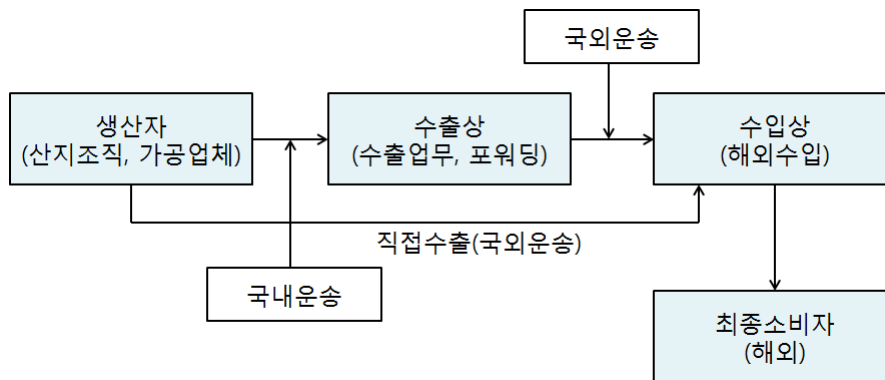 국외운송
생산자
(산지조직, 가공업체)
수출상
(수출업무, 포워딩)
수입상
(해외수입)
직접수출(국외운송)
국내운송
최종소비자
(해외)